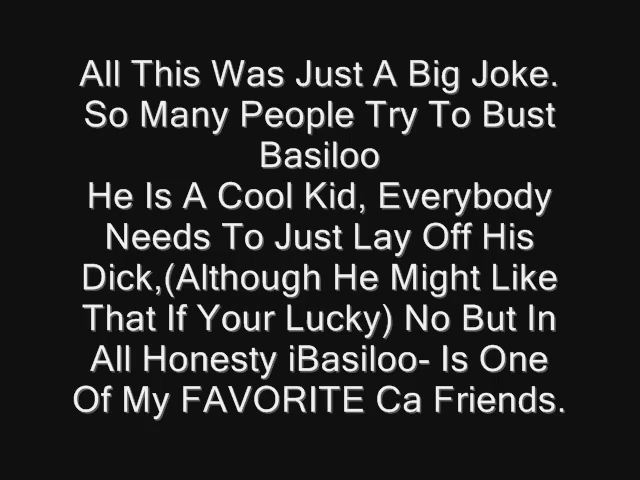 All This Was Just A Big Joke.
So Many People Try To Bust
Basiloo
He Is A Cool Kid, Everybody
Needs To Just Lay Off His
Dick,(Although He Might Like
That If Your Lucky) No But In
All Honesty iBasiloo- Is One
Of My FAVORITE Ca Friends.